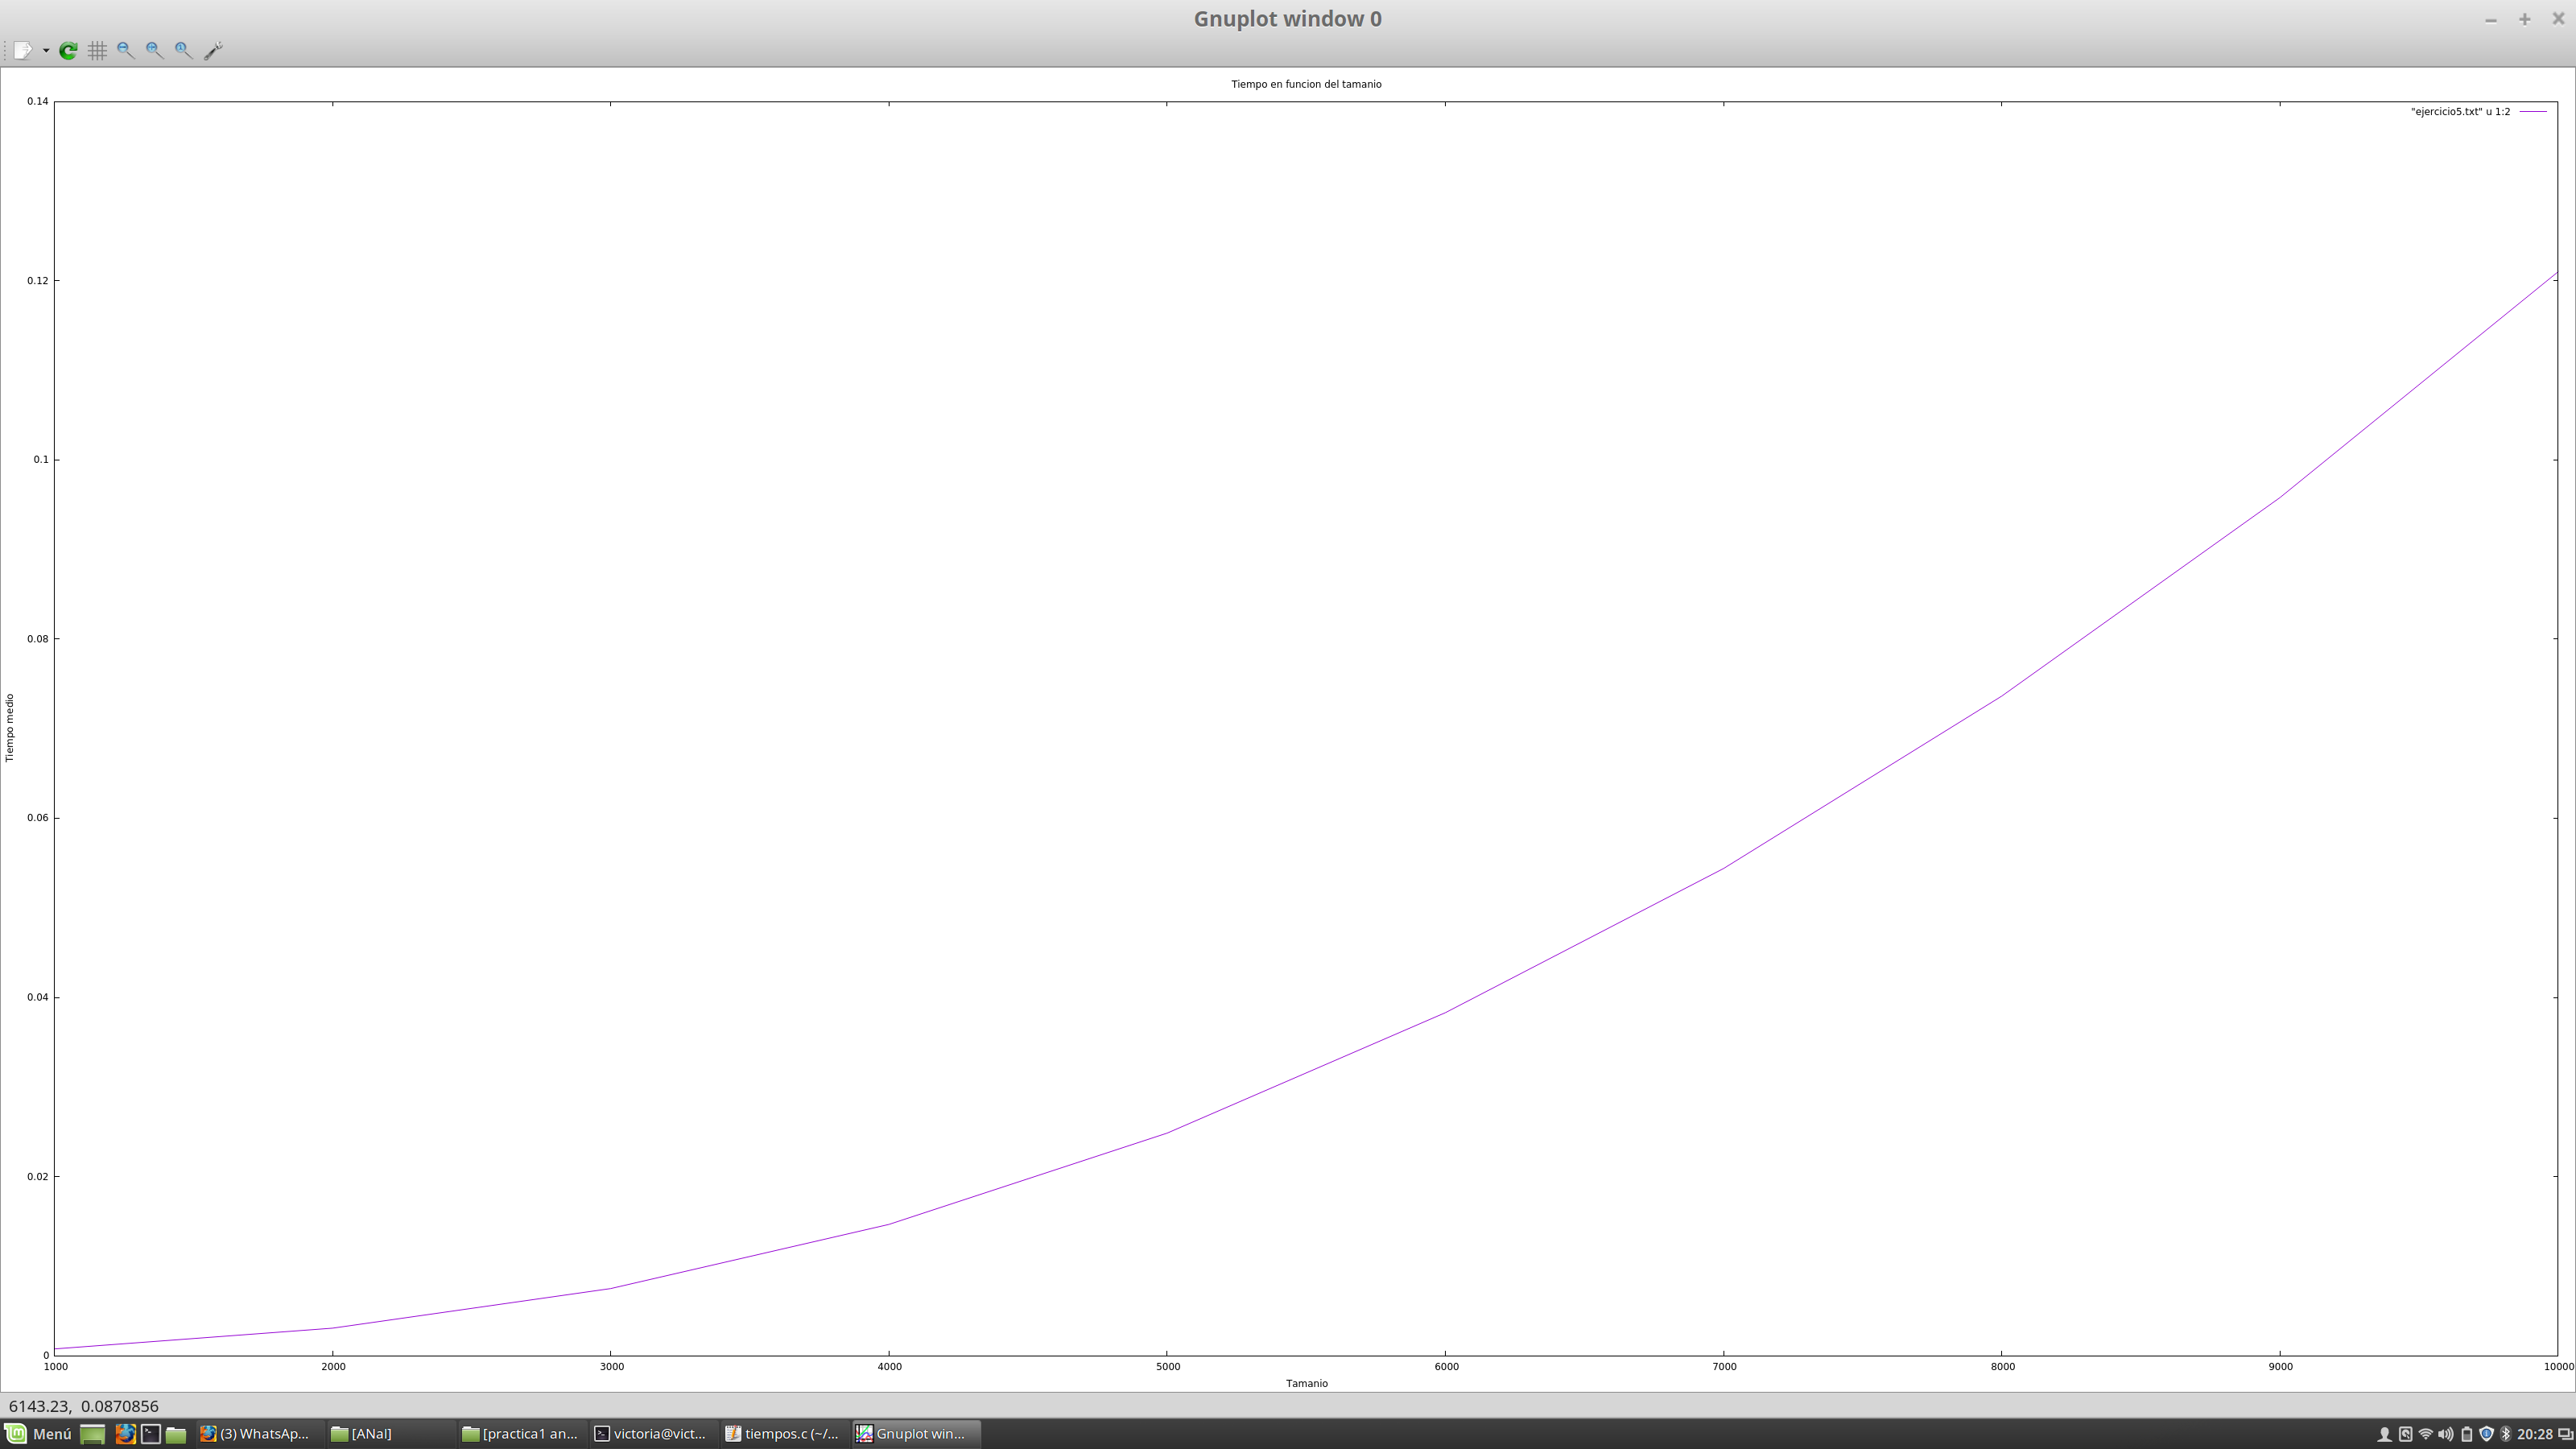 Gnuplot window 0
Tiempo en funcion del tamanio
"ejercicio5.txt" u 1:2
0.14
0.12
0.1
0.08
0.06
0.04
0.02
0
Tiempo medio
1000 2000 3000 4000 5000 6000 7000 8000 9000 10000
Tamanio
6143.23, 0.0870856
Menú (3) WhatsAp... [ANal] [practica1 an... victoria@vict... tiempos.c (~/... Gnuplot win... 20:28